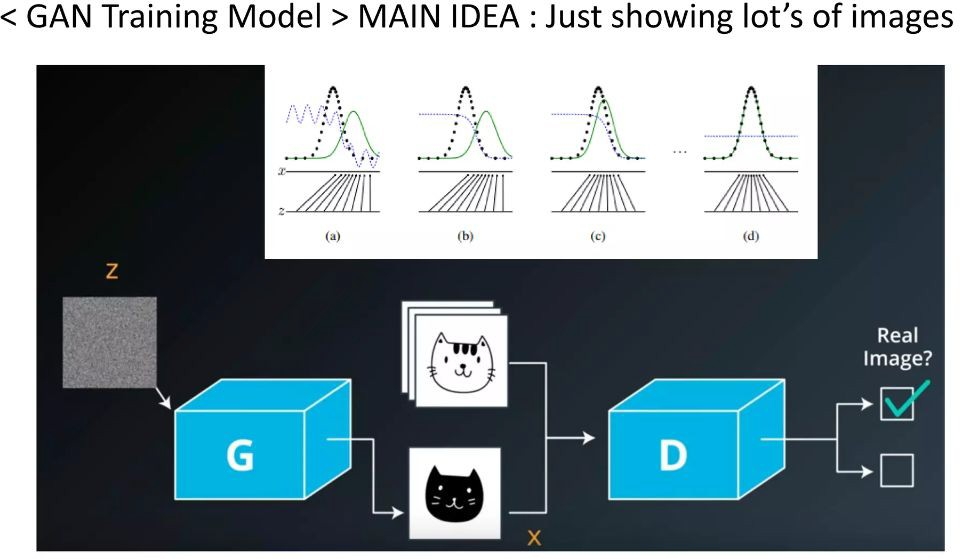 < GAN Training Model > MAIN IDEA : Just showing lot’s of images
x
z
...
(a) (b) (c) (d)
Z
G
X
D
Real
Image?